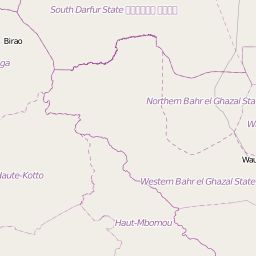 South Darfur State
Birao
ga
Northern Bahr el Ghazal State
W
Wau
Western Bahr el Ghazal State
Haute-Kotto
Haut-Mbomou